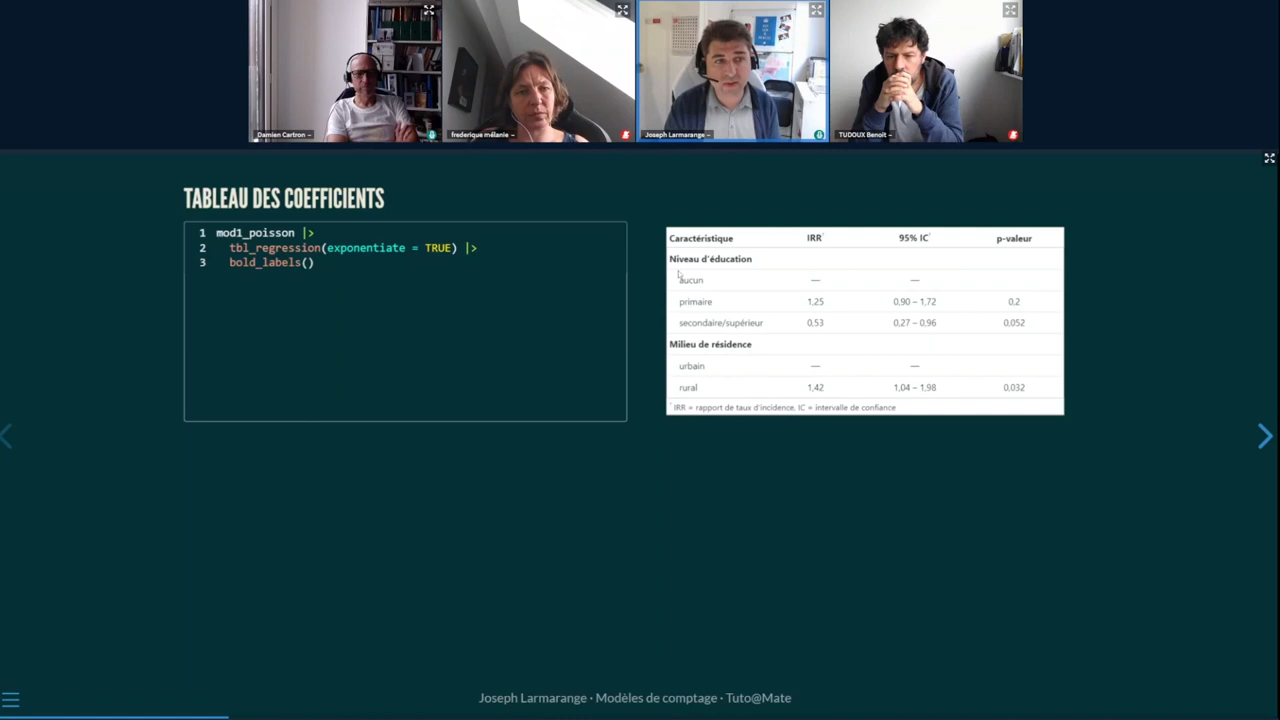 Damien Cartron
frederique mélanie
Joseph Larmarange
TUDOUX Benoit
TABLEAU DES COEFFICIENTS
1 mod1_poisson |>
2 tbl_regression(exponentiate = TRUE) |>
3 bold_labels()
Caractéristique IRR¹ 95% IC¹ p-valeur
Niveau d'éducation
aucun — —
primaire 1,25 0,90 – 1,72 0,2
secondaire/supérieur 0,53 0,27 – 0,96 0,052
Milieu de résidence
urbain — —
rural 1,42 1,04 – 1,98 0,032
¹ IRR = rapport de taux d'incidence, IC = intervalle de confiance
Joseph Larmarange · Modèles de comptage · Tuto@Mate